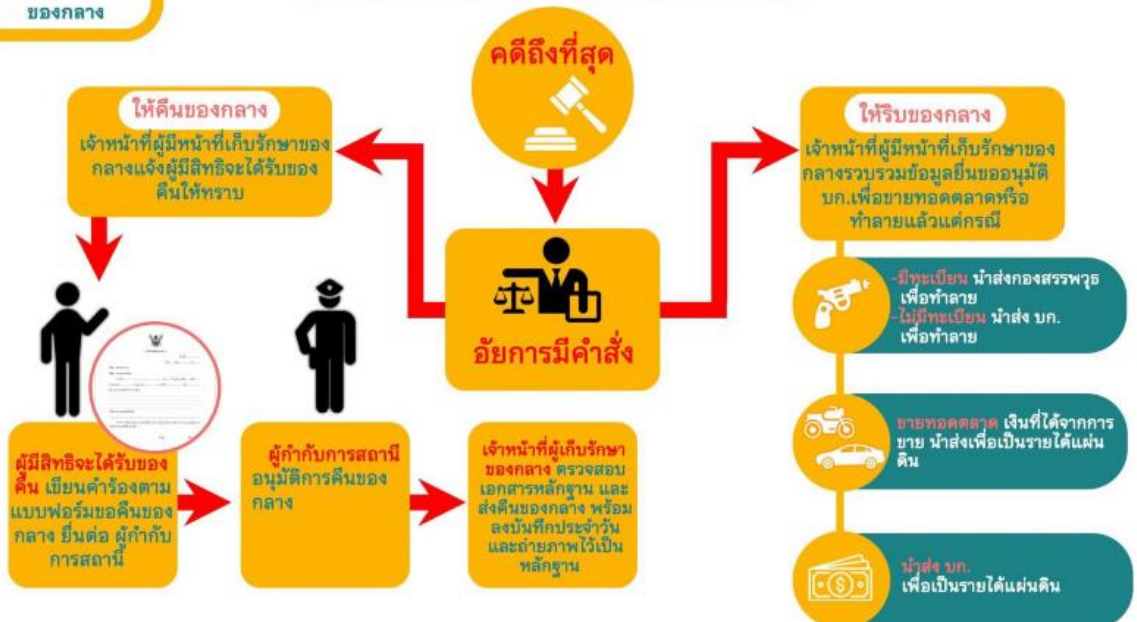 ของกลาง
คดีถึงที่สุด
ให้คืนของกลาง
เจ้าหน้าที่ผู้มีหน้าที่เก็บรักษาของ
กลางแจ้งผู้มีสิทธิจะได้รับของ
คืนให้ทราบ
ให้ริบของกลาง
เจ้าหน้าที่ผู้มีหน้าที่เก็บรักษาของ
กลางรวบรวมข้อมูลยื่นขออนุมัติ
บก.เพื่อขายทอดตลาดหรือ
ทำลายแล้วแต่กรณี
อัยการมีคำสั่ง
-มีทะเบียน นำส่งกองสรรพวุธ
เพื่อทำลาย
-ไม่มีทะเบียน นำส่ง บก.
เพื่อทำลาย
ขายทอดตลาด เงินที่ได้จากการ
ขาย นำส่งเพื่อเป็นรายได้แผ่น
ดิน
นำส่ง บก.
เพื่อเป็นรายได้แผ่นดิน
ผู้มีสิทธิจะได้รับของ
คืน เขียนคำร้องตาม
แบบฟอร์มขอคืนของ
กลาง ยื่นต่อ ผู้กำกับ
การสถานี
ผู้กำกับการสถานี
อนุมัติการคืนของ
กลาง
เจ้าหน้าที่ผู้เก็บรักษา
ของกลาง ตรวจสอบ
เอกสารหลักฐาน และ
ส่งคืนของกลาง พร้อม
ลงบันทึกประจำวัน
และถ่ายภาพไว้เป็น
หลักฐาน